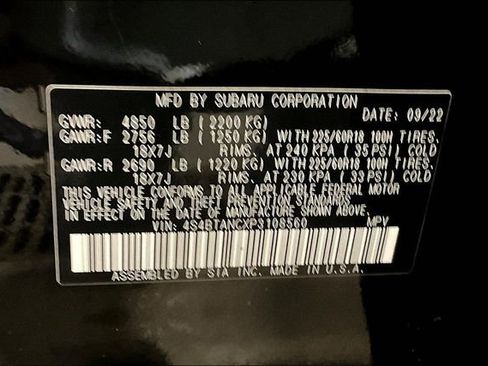 MFD BY SUBARU CORPORATION
GVWR: 4850 LB (2200 KG) DATE: 09/22
GAWR:F 2756 LB (1250 KG) WITH 225/60R18 100H TIRES,
18X7J RIMS, AT 240 KPA (35 PSI) COLD
GAWR:R 2690 LB (1220 KG) WITH 225/60R18 100H TIRES,
18X7J RIMS, AT 230 KPA (33 PSI) COLD
THIS VEHICLE CONFORMS TO ALL APPLICABLE FEDERAL MOTOR
VEHICLE SAFETY AND THEFT PREVENTION STANDARDS
IN EFFECT ON THE DATE OF MANUFACTURE SHOWN ABOVE.
VIN: 4S4BTANCXP3108560 MPV
ASSEMBLED BY SIA INC. MADE IN U.S.A.